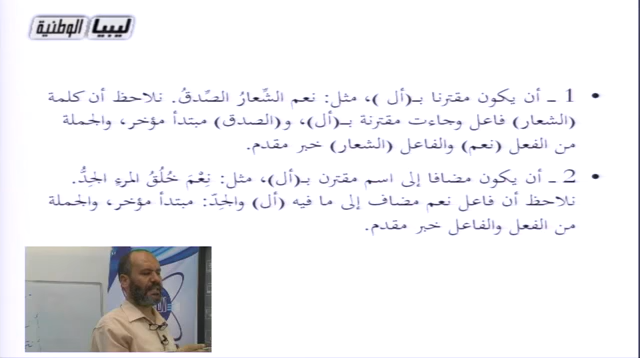 ليبيا الوطنية
• 1 ـ أن يكون مقترنا بـ(أل )، مثل: نعم الشِّعارُ الصِّدقُ. نلاحظ أن كلمة
(الشعار) فاعل وجاءت مقترنة بـ(أل)، و(الصدق) مبتدأ مؤخر، والجملة
من الفعل (نعم) والفاعل (الشعار) خبر مقدم.
• 2 ـ أن يكون مضافا إلى اسم مقترن بـ(أل)، مثل: نِعْمَ خُلُقُ المرءِ الجِدُّ.
نلاحظ أن فاعل نعم مضاف إلى ما فيه (أل) والجدّ: مبتدأ مؤخر، والجملة
من الفعل والفاعل خبر مقدم.